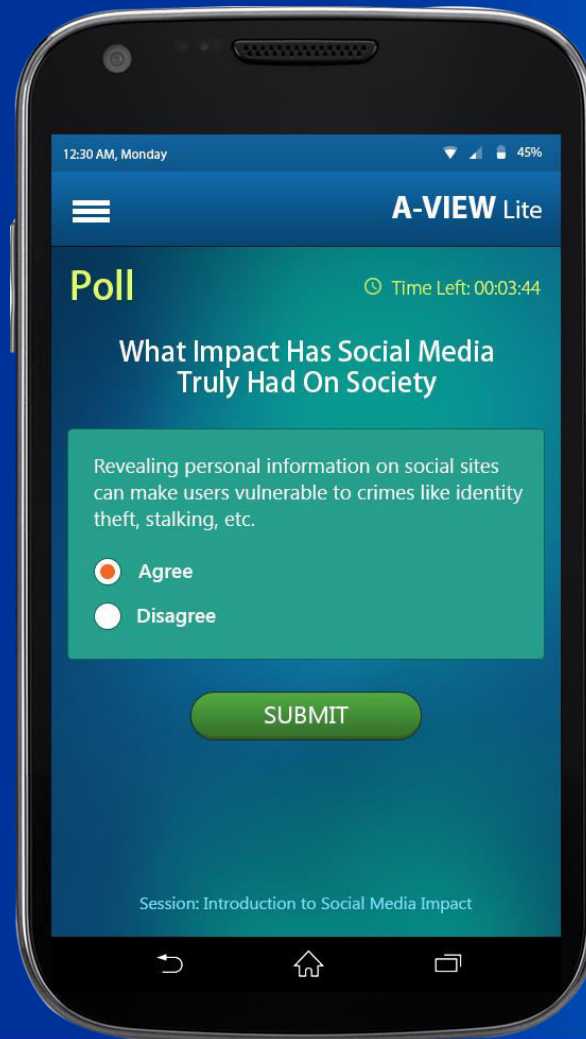 12:30 AM, Monday 45%
A-VIEW Lite
Poll Time Left: 00:03:44
What Impact Has Social Media
Truly Had On Society
Revealing personal information on social sites
can make users vulnerable to crimes like identity
theft, stalking, etc.
Agree
Disagree
SUBMIT
Session: Introduction to Social Media Impact